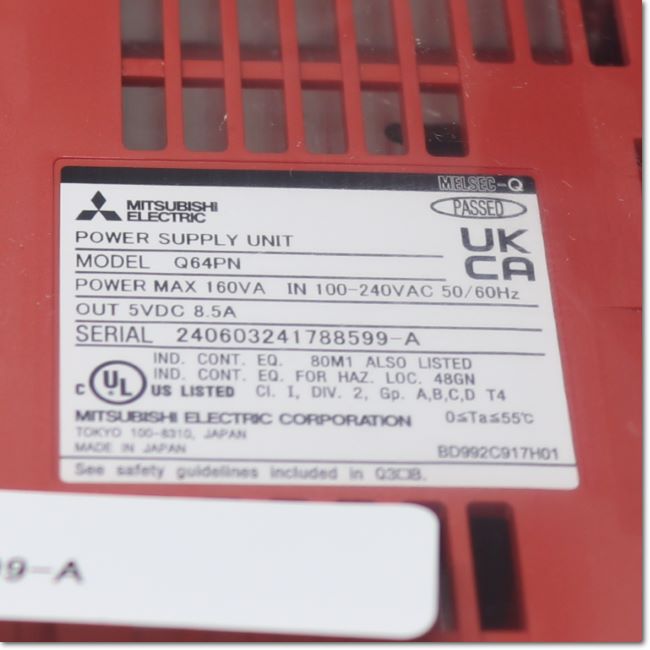 MELSEC-Q
MITSUBISHI
ELECTRIC
PASSED
POWER SUPPLY UNIT
UK
CA
MODEL Q64PN
POWER MAX 160VA IN 100-240VAC 50/60Hz
OUT 5VDC 8.5A
SERIAL 240603241788599-A
IND. CONT. EQ. 80M1 ALSO LISTED
IND. CONT. EQ. FOR HAZ. LOC. 48GN
C UL US LISTED Cl. I, DIV. 2, Gp. A,B,C,D T4
MITSUBISHI ELECTRIC CORPORATION 0≤Ta≤55℃
TOKYO 100-8310, JAPAN
MADE IN JAPAN BD992C917H01
See safety guidelines included in Q3□B.
99-A